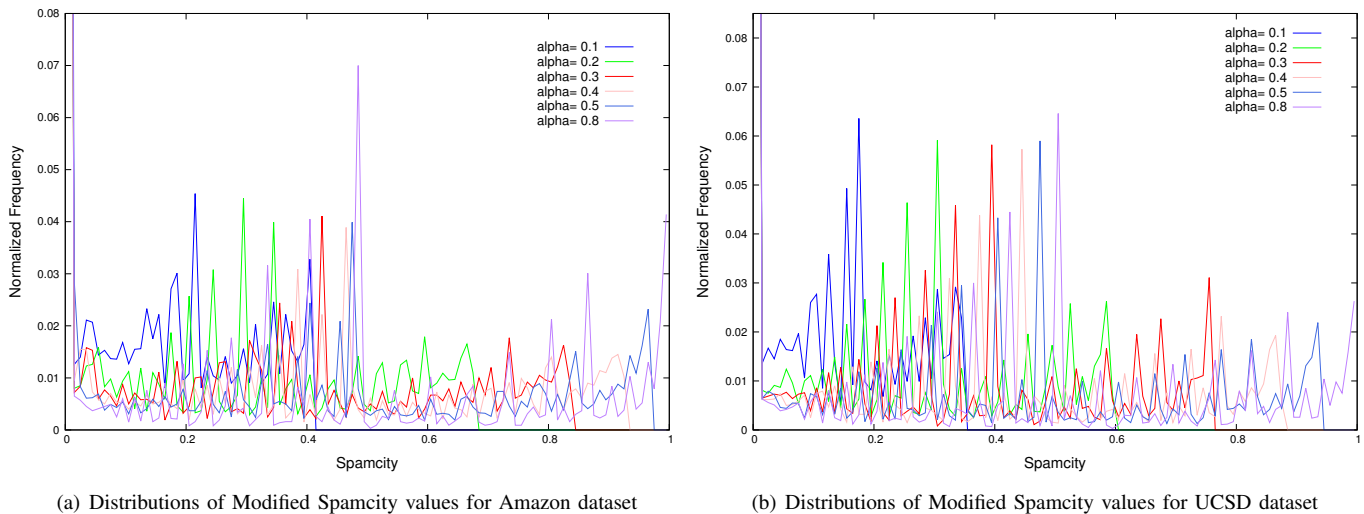 0.08
0.07
0.06
0.05
0.04
0.03
0.02
0.01
0
Normalized Frequency
0 0.2 0.4 0.6 0.8 1
Spamcity
alpha= 0.1
alpha= 0.2
alpha= 0.3
alpha= 0.4
alpha= 0.5
alpha= 0.8
(a) Distributions of Modified Spamcity values for Amazon dataset
0.08
0.07
0.06
0.05
0.04
0.03
0.02
0.01
0
Normalized Frequency
0 0.2 0.4 0.6 0.8 1
Spamcity
alpha= 0.1
alpha= 0.2
alpha= 0.3
alpha= 0.4
alpha= 0.5
alpha= 0.8
(b) Distributions of Modified Spamcity values for UCSD dataset